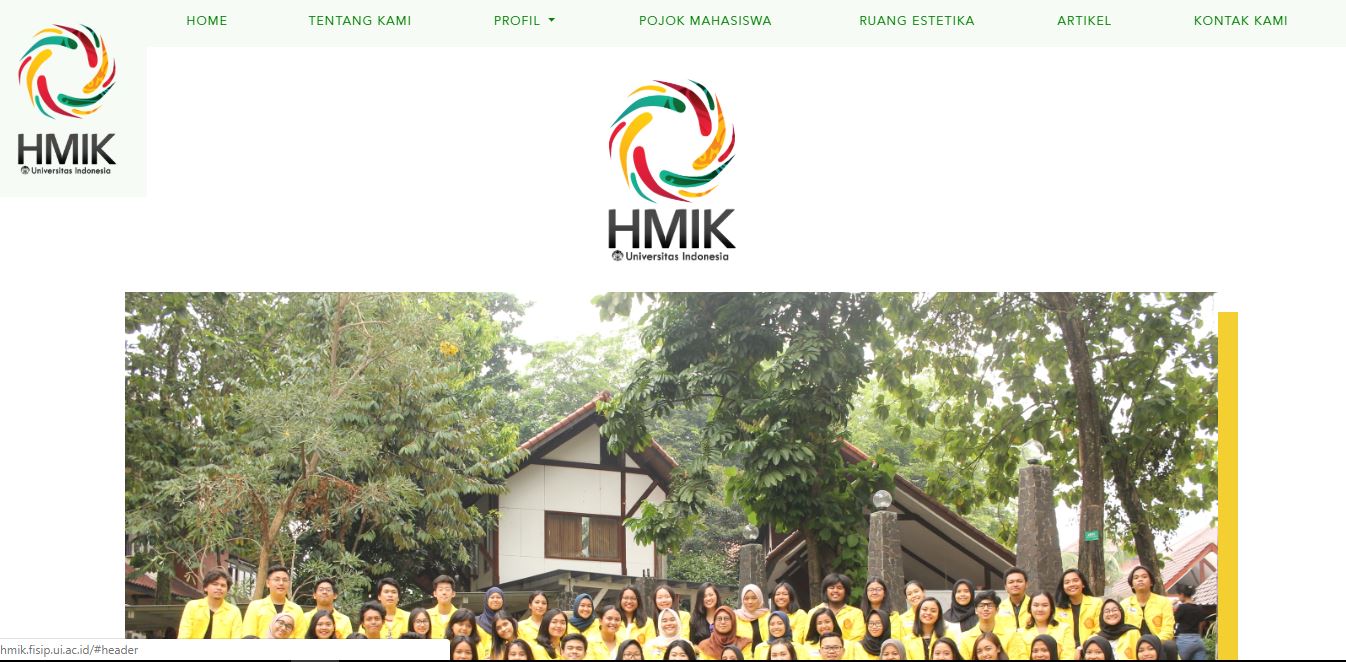 HOME TENTANG KAMI PROFIL POJOK MAHASISWA RUANG ESTETIKA ARTIKEL KONTAK KAMI
HMIK
Universitas Indonesia
HMIK
Universitas Indonesia
hmik.fisip.ui.ac.id/#header